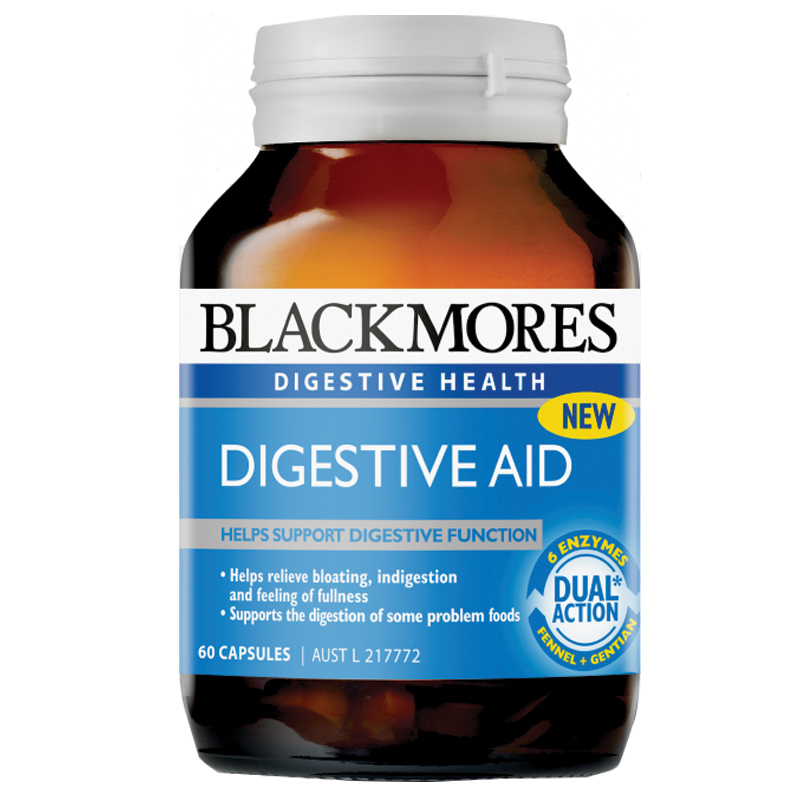 BLACKMORES
DIGESTIVE HEALTH
NEW
DIGESTIVE AID
HELPS SUPPORT DIGESTIVE FUNCTION
• Helps relieve bloating, indigestion
and feeling of fullness
• Supports the digestion of some problem foods
6 ENZYMES
DUAL*
ACTION
FENNEL + GENTIAN
60 CAPSULES | AUST L 217772